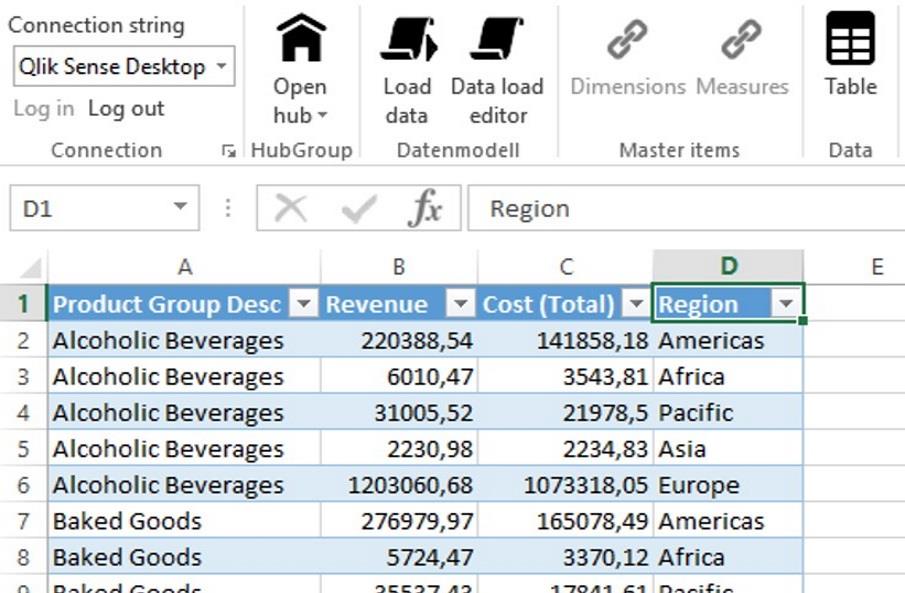 Connection string
Qlik Sense Desktop
Log in Log out
Connection
Open hub
HubGroup
Load data
Data load editor
Datenmodell
Dimensions Measures
Master items
Table
Data
D1 fx Region
A B C D E
1 Product Group Desc Revenue Cost (Total) Region
2 Alcoholic Beverages 220388,54 141858,18 Americas
3 Alcoholic Beverages 6010,47 3543,81 Africa
4 Alcoholic Beverages 31005,52 21978,5 Pacific
5 Alcoholic Beverages 2230,98 2234,83 Asia
6 Alcoholic Beverages 1203060,68 1073318,05 Europe
7 Baked Goods 276979,97 165078,49 Americas
8 Baked Goods 5724,47 3370,12 Africa
9 Baked Goods 35537,43 17841,61 Pacific